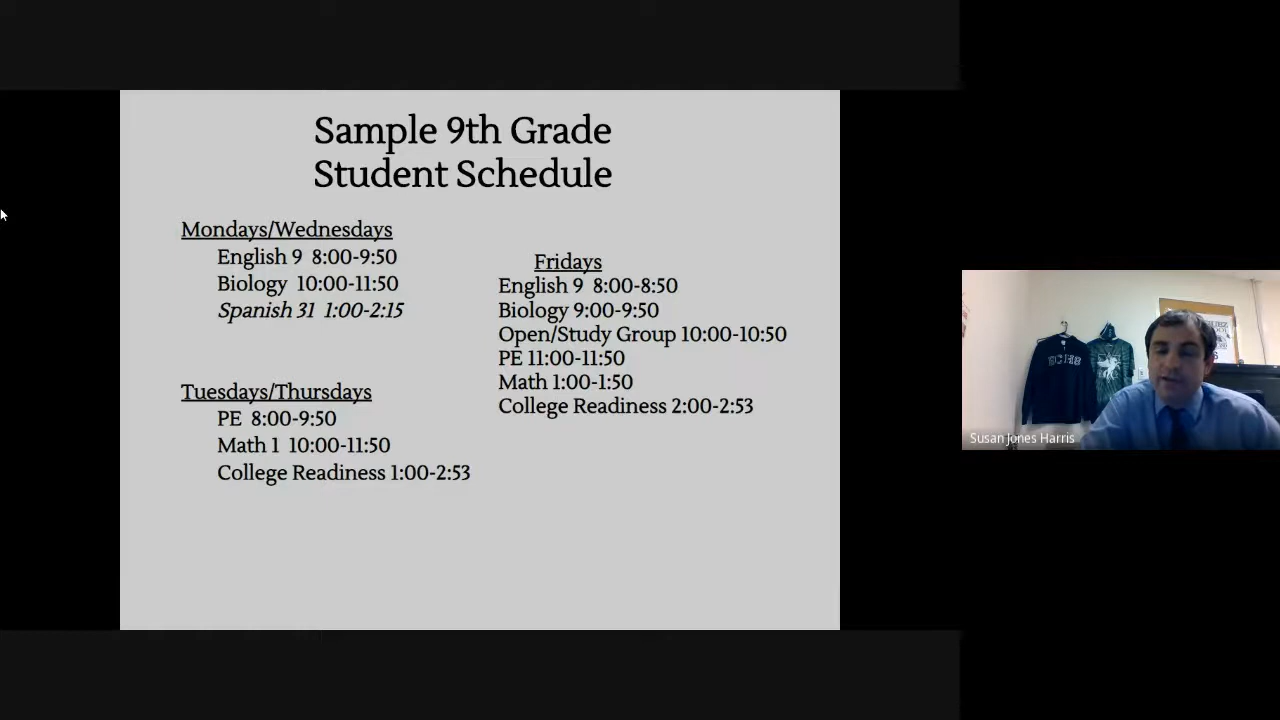 Sample 9th Grade
Student Schedule
Mondays/Wednesdays
English 9 8:00-9:50
Biology 10:00-11:50
Spanish 31 1:00-2:15
Tuesdays/Thursdays
PE 8:00-9:50
Math 1 10:00-11:50
College Readiness 1:00-2:53
Fridays
English 9 8:00-8:50
Biology 9:00-9:50
Open/Study Group 10:00-10:50
PE 11:00-11:50
Math 1:00-1:50
College Readiness 2:00-2:53
Susan Jones Harris